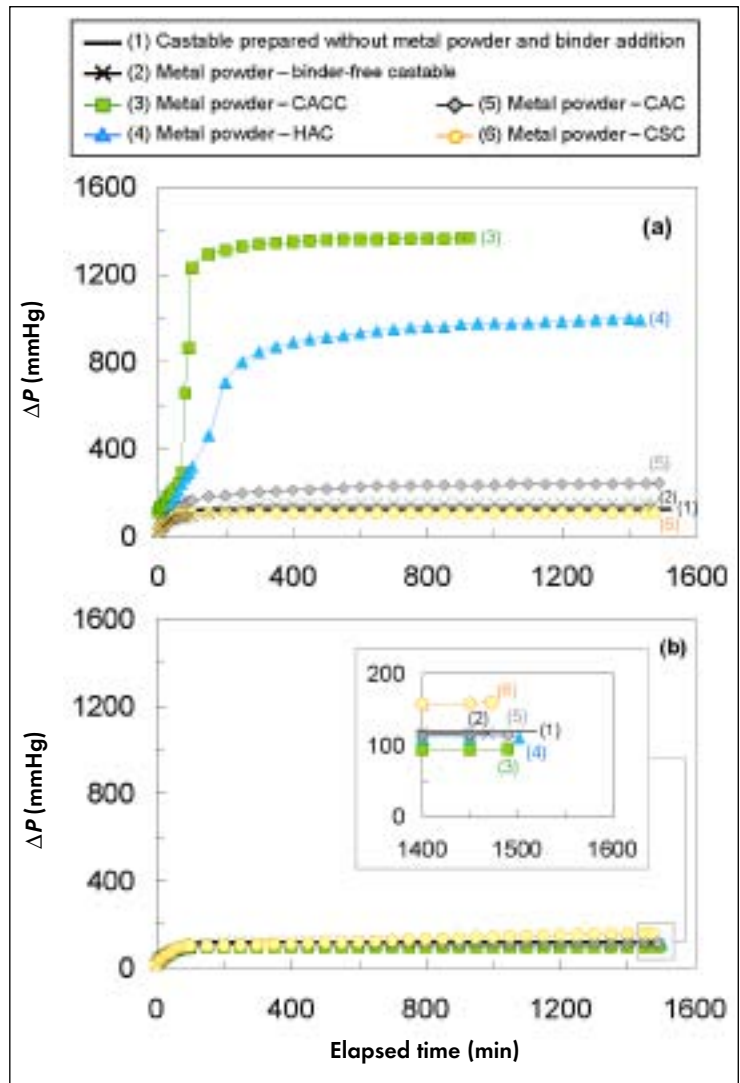 (1) Castable prepared without metal powder and binder addition
(2) Metal powder – binder-free castable
(3) Metal powder – CACC
(5) Metal powder – CAC
(4) Metal powder – HAC
(6) Metal powder – CSC
1600
(a)
(3)
1200
(4)
800
ΔP (mmHg)
400
(5)
(2)
(1)
(6)
0
0 400 800 1200 1600
1600
(b)
200
(6)
1200
(2) (5) (1)
100
(4)
(3)
800
0
ΔP (mmHg)
1400 1500 1600
400
0
0 400 800 1200 1600
Elapsed time (min)